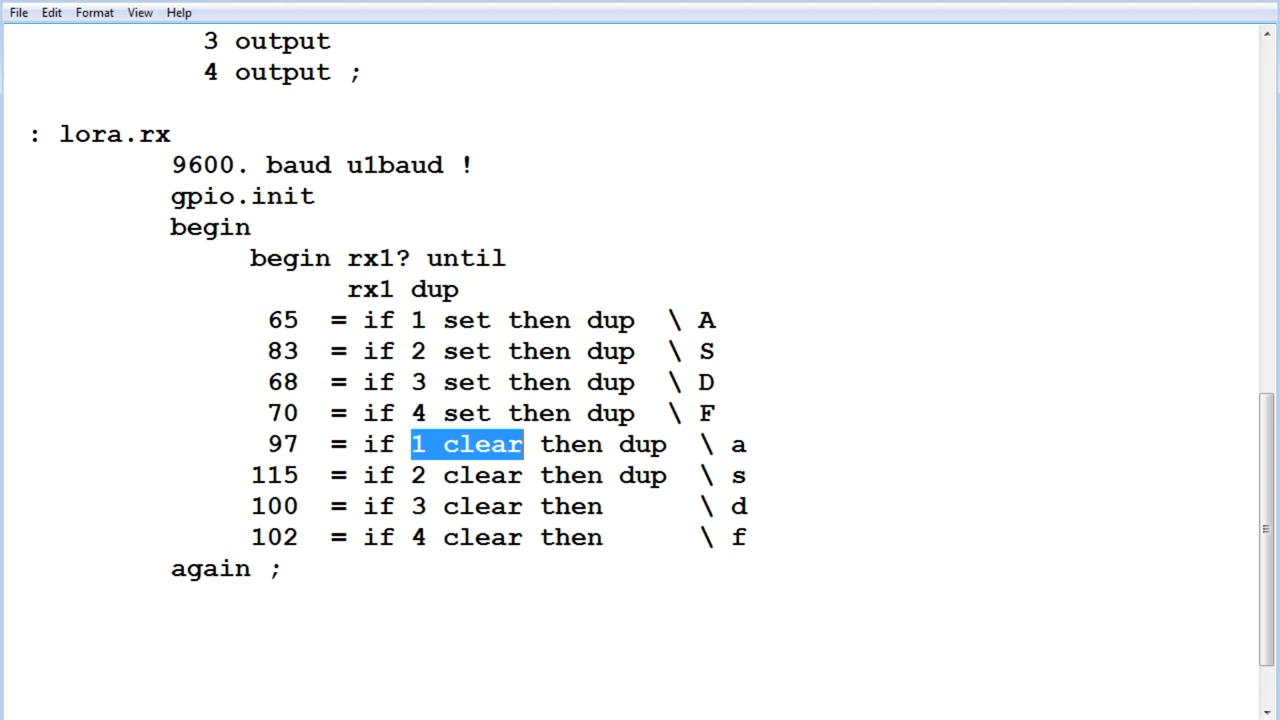 File Edit Format View Help
3 output
4 output ;
: lora.rx
9600. baud u1baud !
gpio.init
begin
begin rx1? until
rx1 dup
65 = if 1 set then dup \ A
83 = if 2 set then dup \ S
68 = if 3 set then dup \ D
70 = if 4 set then dup \ F
97 = if 1 clear then dup \ a
115 = if 2 clear then dup \ s
100 = if 3 clear then \ d
102 = if 4 clear then \ f
again ;